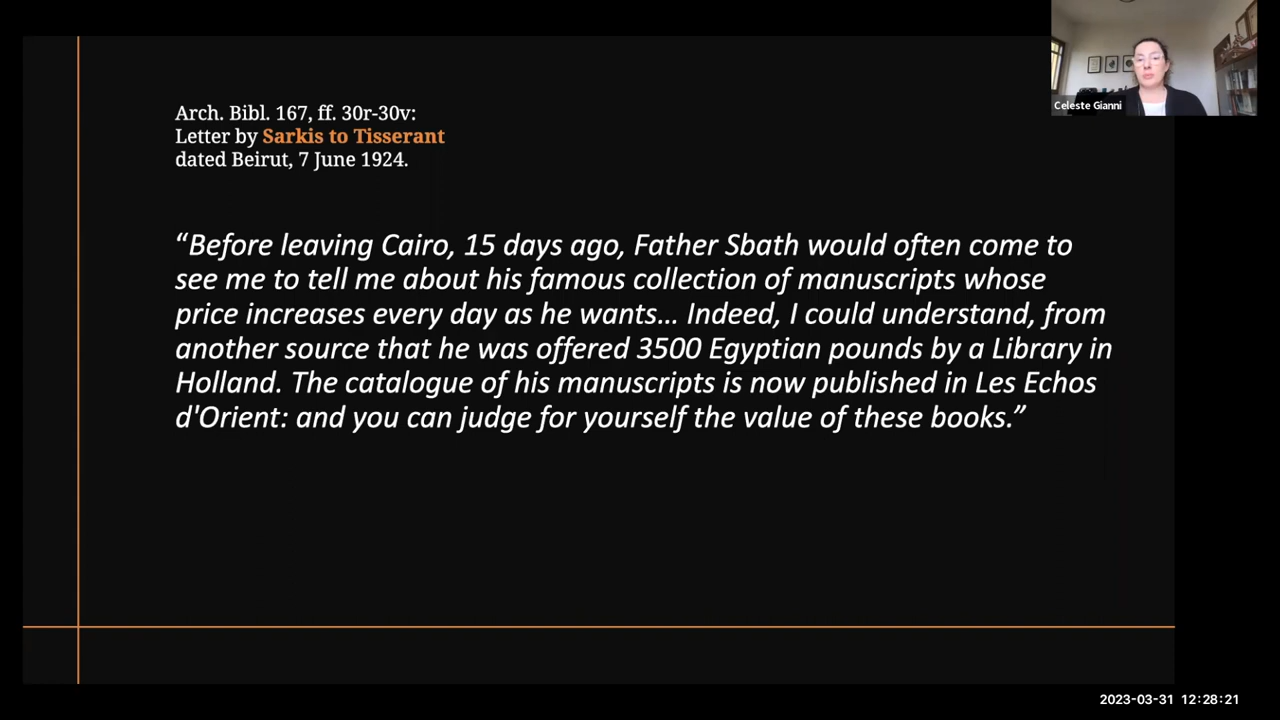 Celeste Gianni
Arch. Bibl. 167, ff. 30r-30v:
Letter by Sarkis to Tisserant
dated Beirut, 7 June 1924.
“Before leaving Cairo, 15 days ago, Father Sbath would often come to
see me to tell me about his famous collection of manuscripts whose
price increases every day as he wants... Indeed, I could understand, from
another source that he was offered 3500 Egyptian pounds by a Library in
Holland. The catalogue of his manuscripts is now published in Les Echos
d'Orient: and you can judge for yourself the value of these books.”
2023-03-31 12:28:21